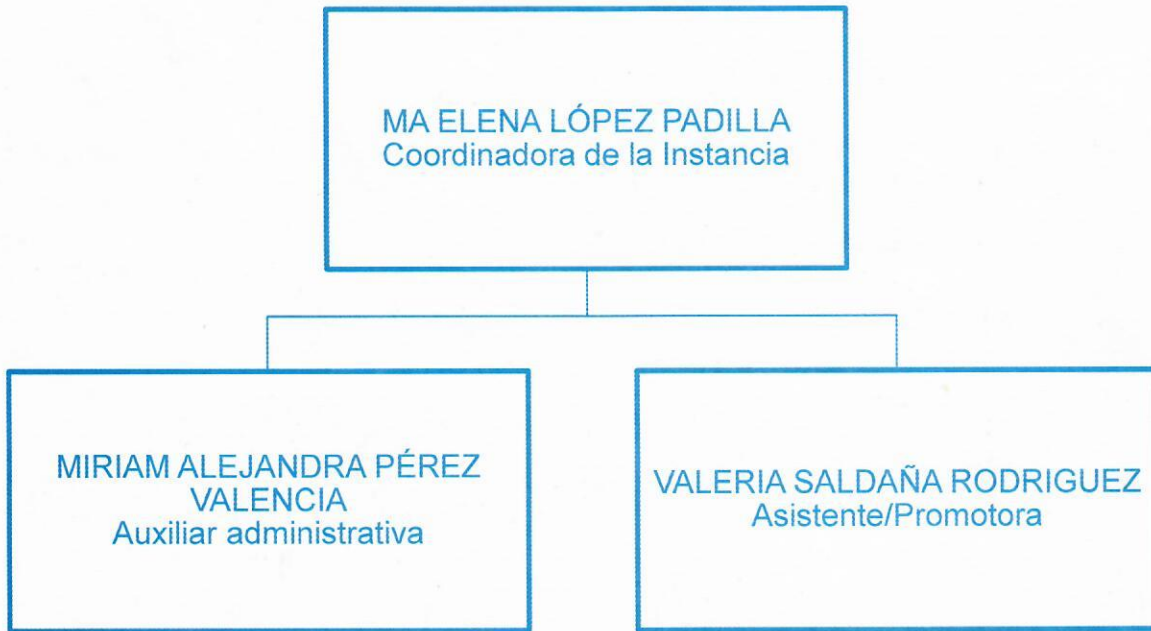 MA ELENA LÓPEZ PADILLA
Coordinadora de la Instancia
MIRIAM ALEJANDRA PÉREZ
VALENCIA
Auxiliar administrativa
VALERIA SALDAÑA RODRIGUEZ
Asistente/Promotora